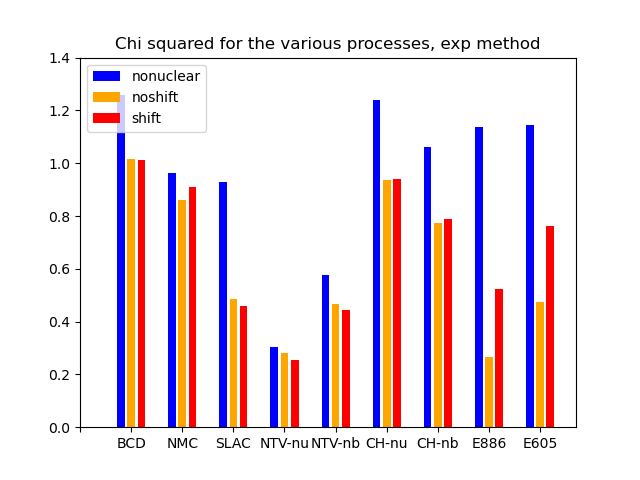 Chi squared for the various processes, exp method
1.4
1.2
1.0
0.8
0.6
0.4
0.2
0.0
nonuclear
noshift
shift
BCD NMC SLAC NTV-nu NTV-nb CH-nu CH-nb E886 E605